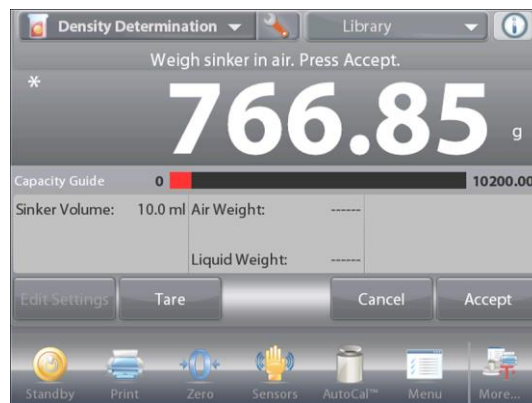 Density Determination Library
Weigh sinker in air. Press Accept.
* 766.85 g
Capacity Guide 0 10200.00
Sinker Volume: 10.0 ml Air Weight: ------
Liquid Weight: ------
Edit Settings Tare Cancel Accept
Standby Print Zero Sensors AutoCal™ Menu More...